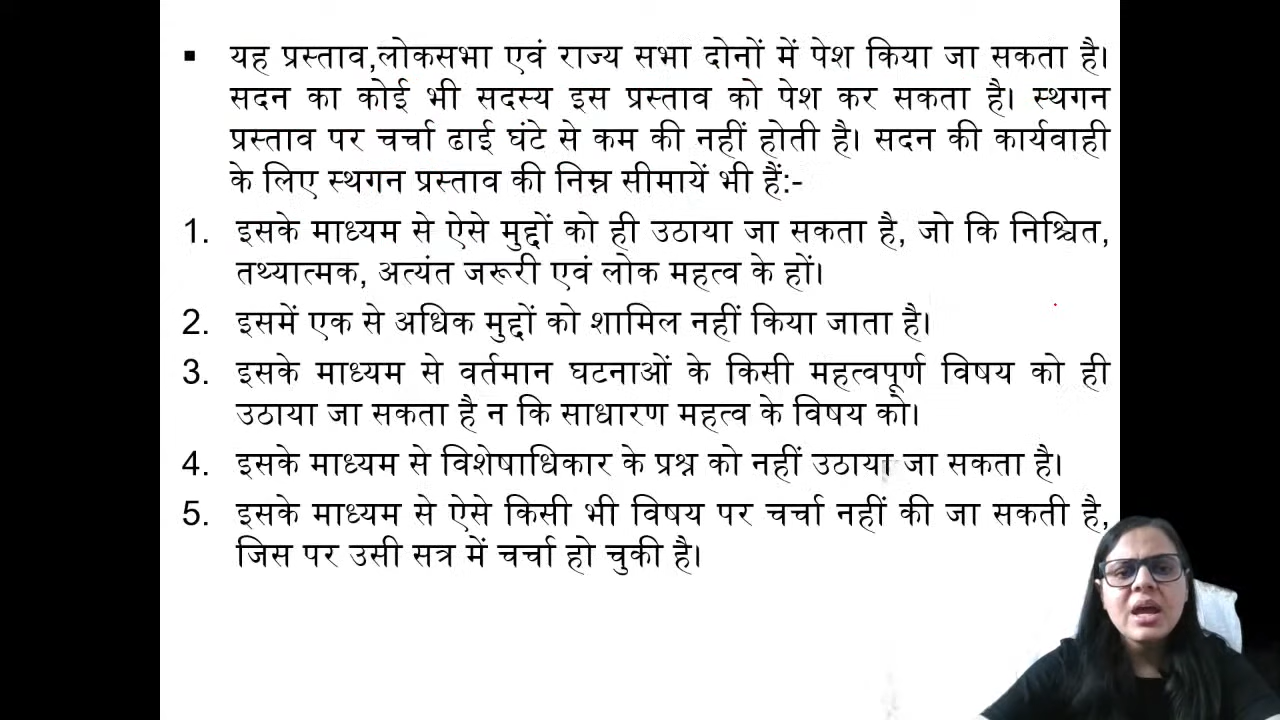 ▪ यह प्रस्ताव,लोकसभा एवं राज्य सभा दोनों में पेश किया जा सकता है।
सदन का कोई भी सदस्य इस प्रस्ताव को पेश कर सकता है। स्थगन
प्रस्ताव पर चर्चा ढाई घंटे से कम की नहीं होती है। सदन की कार्यवाही
के लिए स्थगन प्रस्ताव की निम्न सीमायें भी हैं:-
1. इसके माध्यम से ऐसे मुद्दों को ही उठाया जा सकता है, जो कि निश्चित,
तथ्यात्मक, अत्यंत जरूरी एवं लोक महत्व के हों।
2. इसमें एक से अधिक मुद्दों को शामिल नहीं किया जाता है।
3. इसके माध्यम से वर्तमान घटनाओं के किसी महत्वपूर्ण विषय को ही
उठाया जा सकता है न कि साधारण महत्व के विषय को।
4. इसके माध्यम से विशेषाधिकार के प्रश्न को नहीं उठाया जा सकता है।
5. इसके माध्यम से ऐसे किसी भी विषय पर चर्चा नहीं की जा सकती है,
जिस पर उसी सत्र में चर्चा हो चुकी है।